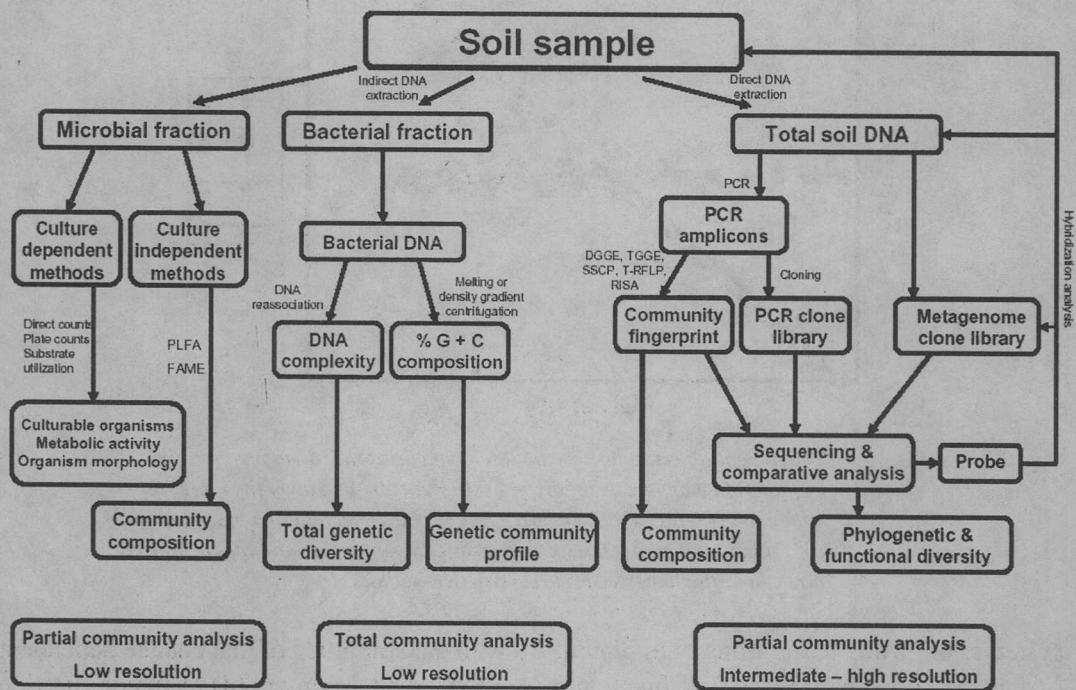 Soil sample
Indirect DNA
extraction
Direct DNA
extraction
Microbial fraction
Bacterial fraction
Total soil DNA
PCR
Culture
dependent
methods
Culture
independent
methods
Bacterial DNA
PCR
amplicons
DGGE, TGGE,
SSCP, T-RFLP,
RISA
Cloning
Hybridization analysis
DNA
reassociation
Melting or
density gradient
centrifugation
Direct counts
Plate counts
Substrate
utilization
PLFA
FAME
DNA
complexity
% G + C
composition
Community
fingerprint
PCR clone
library
Metagenome
clone library
Culturable organisms
Metabolic activity
Organism morphology
Sequencing &
comparative analysis
Probe
Community
composition
Total genetic
diversity
Genetic community
profile
Community
composition
Phylogenetic &
functional diversity
Partial community analysis
Low resolution
Total community analysis
Low resolution
Partial community analysis
Intermediate – high resolution